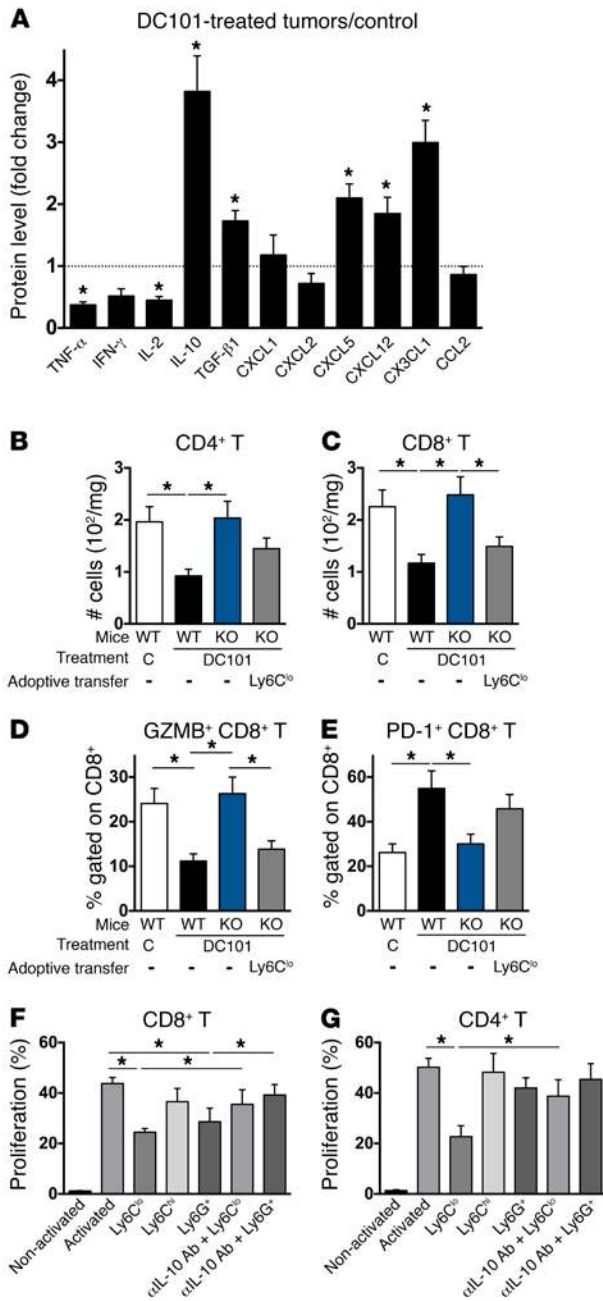 A
DC101-treated tumors/control
Protein level (fold change)
4
3
2
1
0
* * * * * * *
TNF-α IFN-γ IL-2 IL-10 TGF-β1 CXCL1 CXCL2 CXCL5 CXCL12 CX3CL1 CCL2
B CD4⁺ T
# cells (10²/mg)
3
2
1
0
* *
Mice WT WT KO KO
Treatment C DC101
Adoptive transfer - - - Ly6Cˡᵒ
C CD8⁺ T
# cells (10²/mg)
3
2
1
0
* * *
WT WT KO KO
C DC101
- - - Ly6Cˡᵒ
D GZMB⁺ CD8⁺ T
% gated on CD8⁺
30
20
10
0
* * *
Mice WT WT KO KO
Treatment C DC101
Adoptive transfer - - - Ly6Cˡᵒ
E PD-1⁺ CD8⁺ T
% gated on CD8⁺
60
40
20
0
* *
WT WT KO KO
C DC101
- - - Ly6Cˡᵒ
F CD8⁺ T
Proliferation (%)
60
40
20
0
* * * *
Non-activated Activated Ly6Cˡᵒ Ly6Cʰⁱ Ly6G⁺ αIL-10 Ab + Ly6Cˡᵒ αIL-10 Ab + Ly6G⁺
G CD4⁺ T
Proliferation (%)
60
40
20
0
* *
Non-activated Activated Ly6Cˡᵒ Ly6Cʰⁱ Ly6G⁺ αIL-10 Ab + Ly6Cˡᵒ αIL-10 Ab + Ly6G⁺